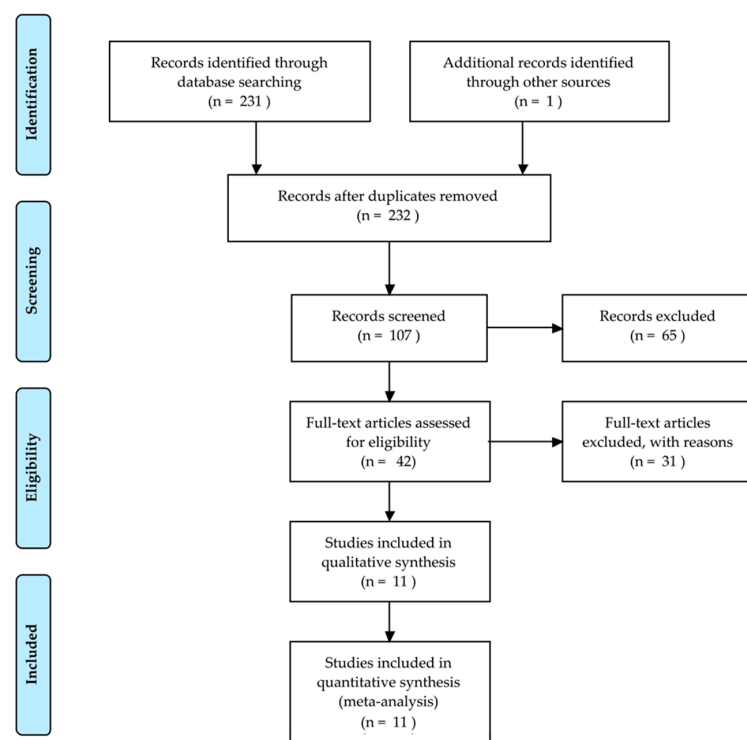 Identification
Records identified through
database searching
(n = 231 )
Additional records identified
through other sources
(n = 1 )
Records after duplicates removed
(n = 232 )
Screening
Records screened
(n = 107 )
Records excluded
(n = 65 )
Eligibility
Full-text articles assessed
for eligibility
(n = 42)
Full-text articles
excluded, with reasons
(n = 31 )
Studies included in
qualitative synthesis
(n = 11 )
Included
Studies included in
quantitative synthesis
(meta-analysis)
(n = 11 )